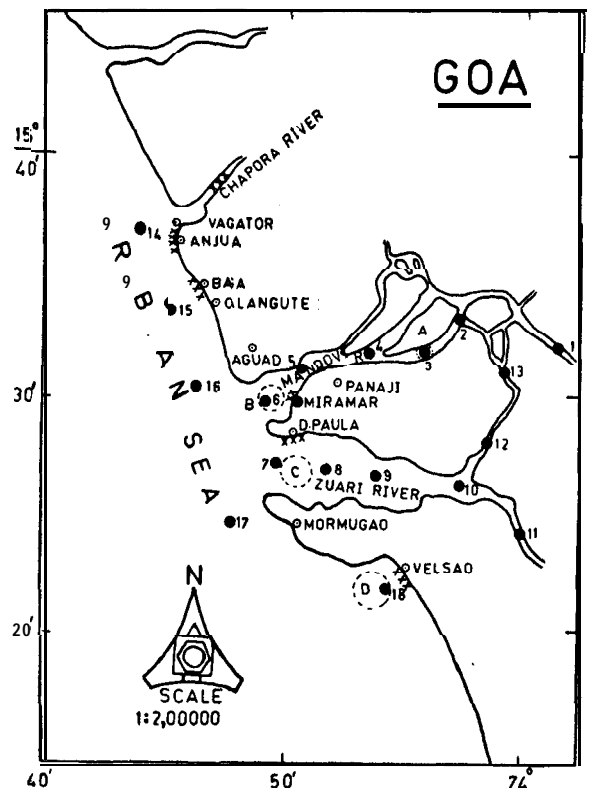 GOA
15°
40'
CHAPORA RIVER
9
14
VAGATOR
ANJUA
R
9
BAA
15
B
QLANGUTE
A
A
2
1
AGUAD
5
MANDOVI R
4
3
13
N
16
B
6
PANAJI
30'
MIRAMAR
D.PAULA
12
S
E
7
C
8
9
10
A
ZUARI RIVER
17
MORMUGAO
11
VELSAO
D
18
N
20'
SCALE
1:2,00000
40'
50'
74°